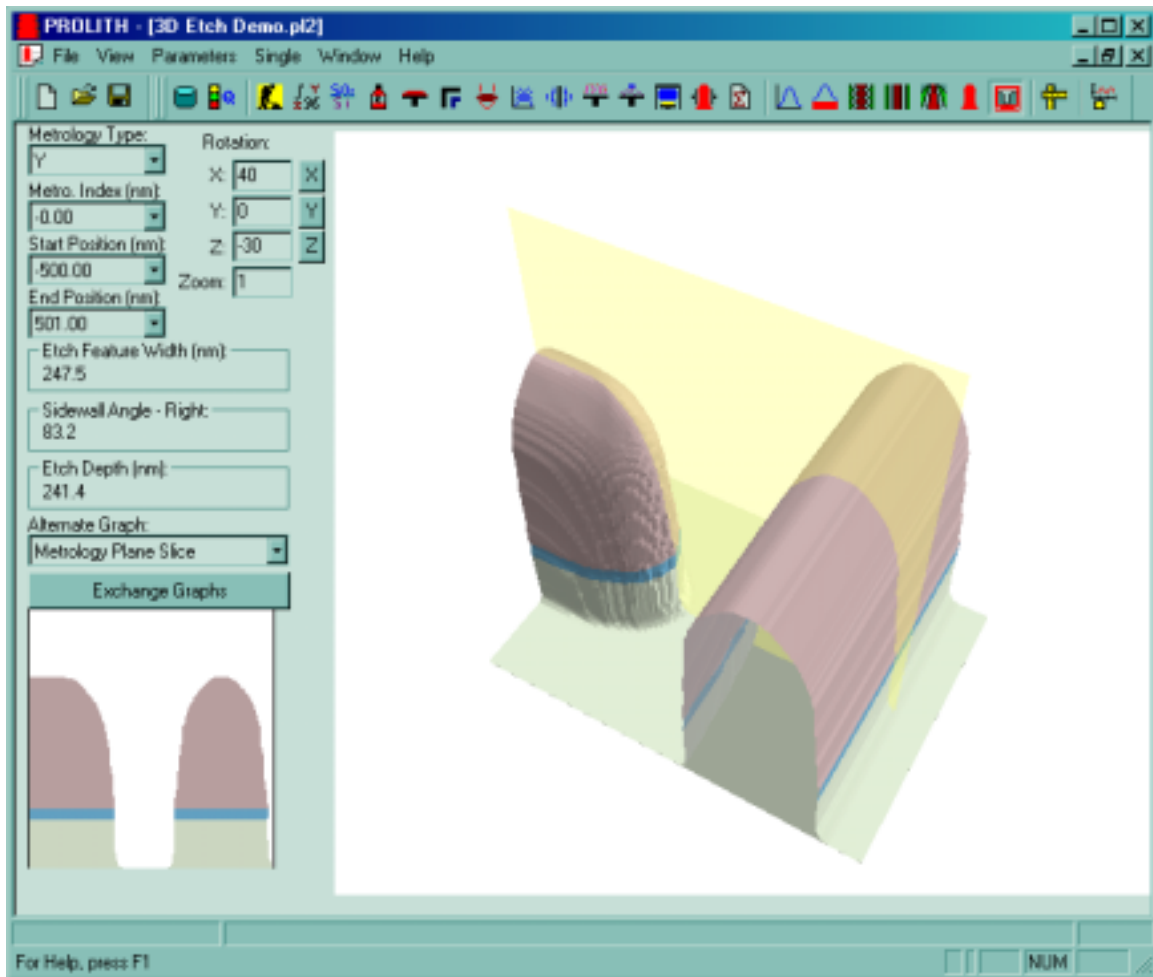 PROLITH - [3D Etch Demo.pl2]
File View Parameters Single Window Help
Metrology Type:
Y
Metro. Index (nm):
-0.00
Start Position (nm):
-500.00
End Position (nm):
501.00
Rotation:
X: 40 X
Y: 0 Y
Z: -30 Z
Zoom: 1
Etch Feature Width (nm):
247.5
Sidewall Angle - Right:
83.2
Etch Depth (nm):
241.4
Alternate Graph:
Metrology Plane Slice
Exchange Graphs
For Help, press F1
NUM